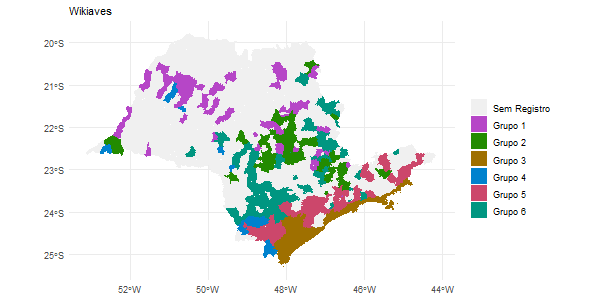 Wikiaves
20°S
21°S
22°S
23°S
24°S
25°S
52°W
50°W
48°W
46°W
44°W
Sem Registro
Grupo 1
Grupo 2
Grupo 3
Grupo 4
Grupo 5
Grupo 6